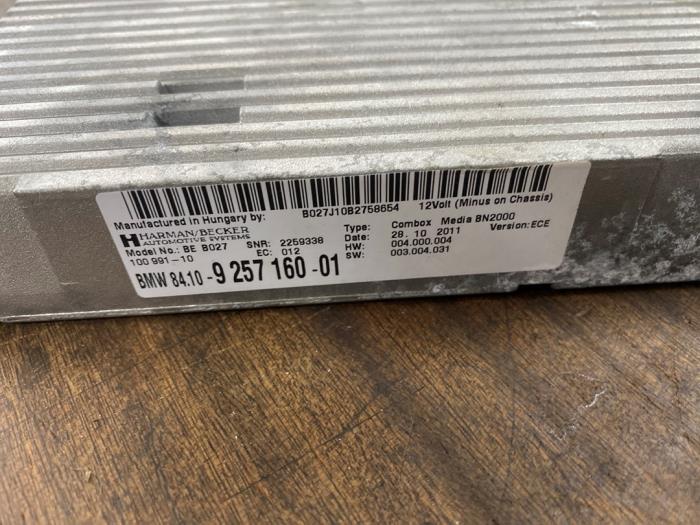 B027J10B2758654 12Volt (Minus on Chassis)
Manufactured in Hungary by:
HARMAN/BECKER
AUTOMOTIVE SYSTEMS
Type: Combox Media BN2000
Date: 28. 10 2011 Version: ECE
Model No.: BE B027 SNR: 2259338 HW: 004.000.004
100 991-10 EC: 012 SW: 003.004.031
BMW 84.10 - 9 257 160 - 01